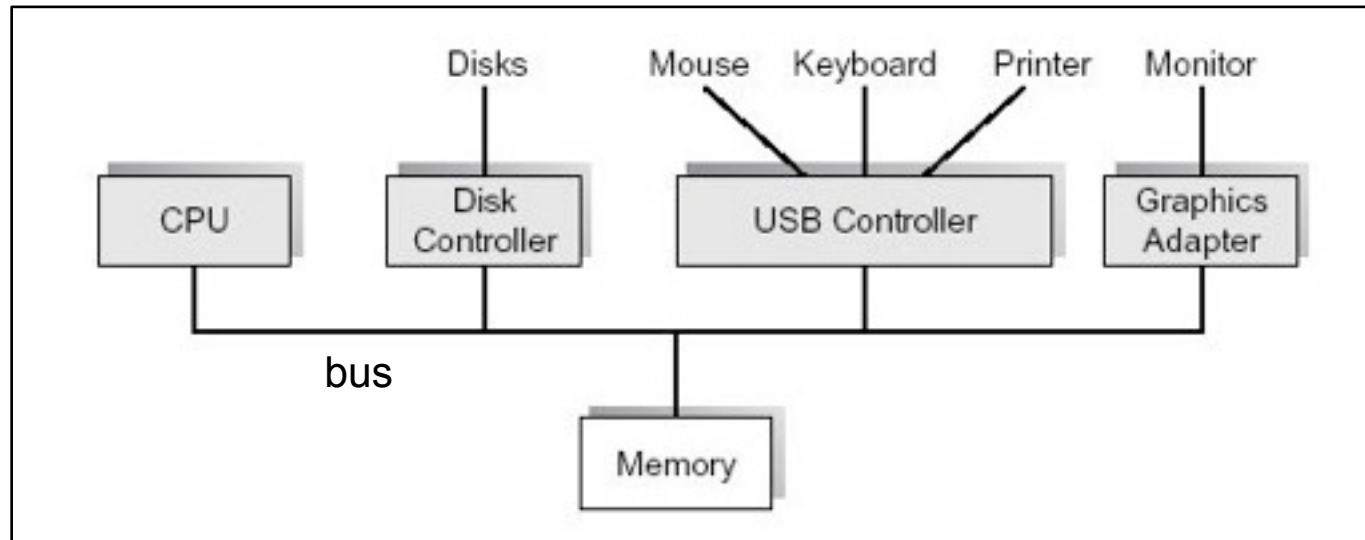 Disks Mouse Keyboard Printer Monitor
CPU
Disk
Controller
USB Controller
Graphics
Adapter
bus
Memory